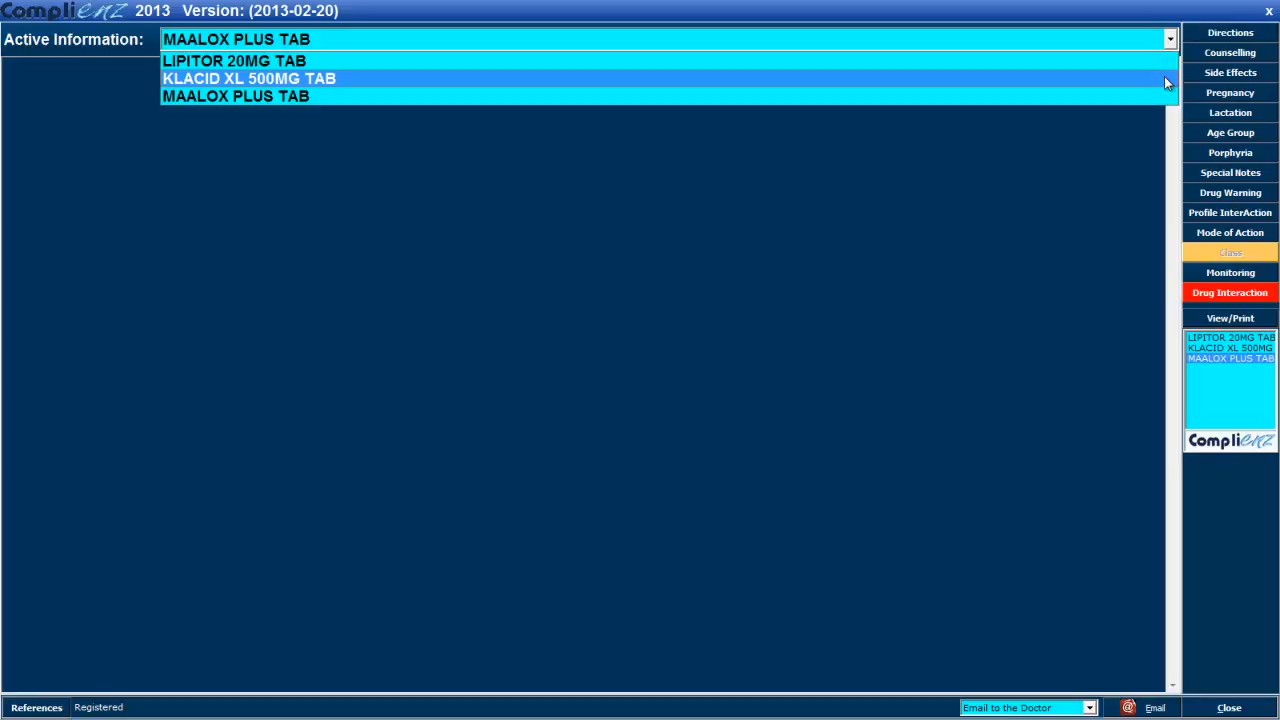 CompliENZ 2013 Version: (2013-02-20)
x
Active Information: MAALOX PLUS TAB
LIPITOR 20MG TAB
KLACID XL 500MG TAB
MAALOX PLUS TAB
Directions
Counselling
Side Effects
Pregnancy
Lactation
Age Group
Porphyria
Special Notes
Drug Warning
Profile InterAction
Mode of Action
Class
Monitoring
Drug Interaction
View/Print
LIPITOR 20MG TAB
KLACID XL 500MG
MAALOX PLUS TAB
CompliENZ
References Registered Email to the Doctor @ Email Close